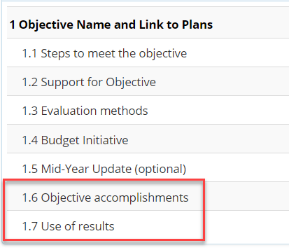 1 Objective Name and Link to Plans
1.1 Steps to meet the objective
1.2 Support for Objective
1.3 Evaluation methods
1.4 Budget Initiative
1.5 Mid-Year Update (optional)
1.6 Objective accomplishments
1.7 Use of results